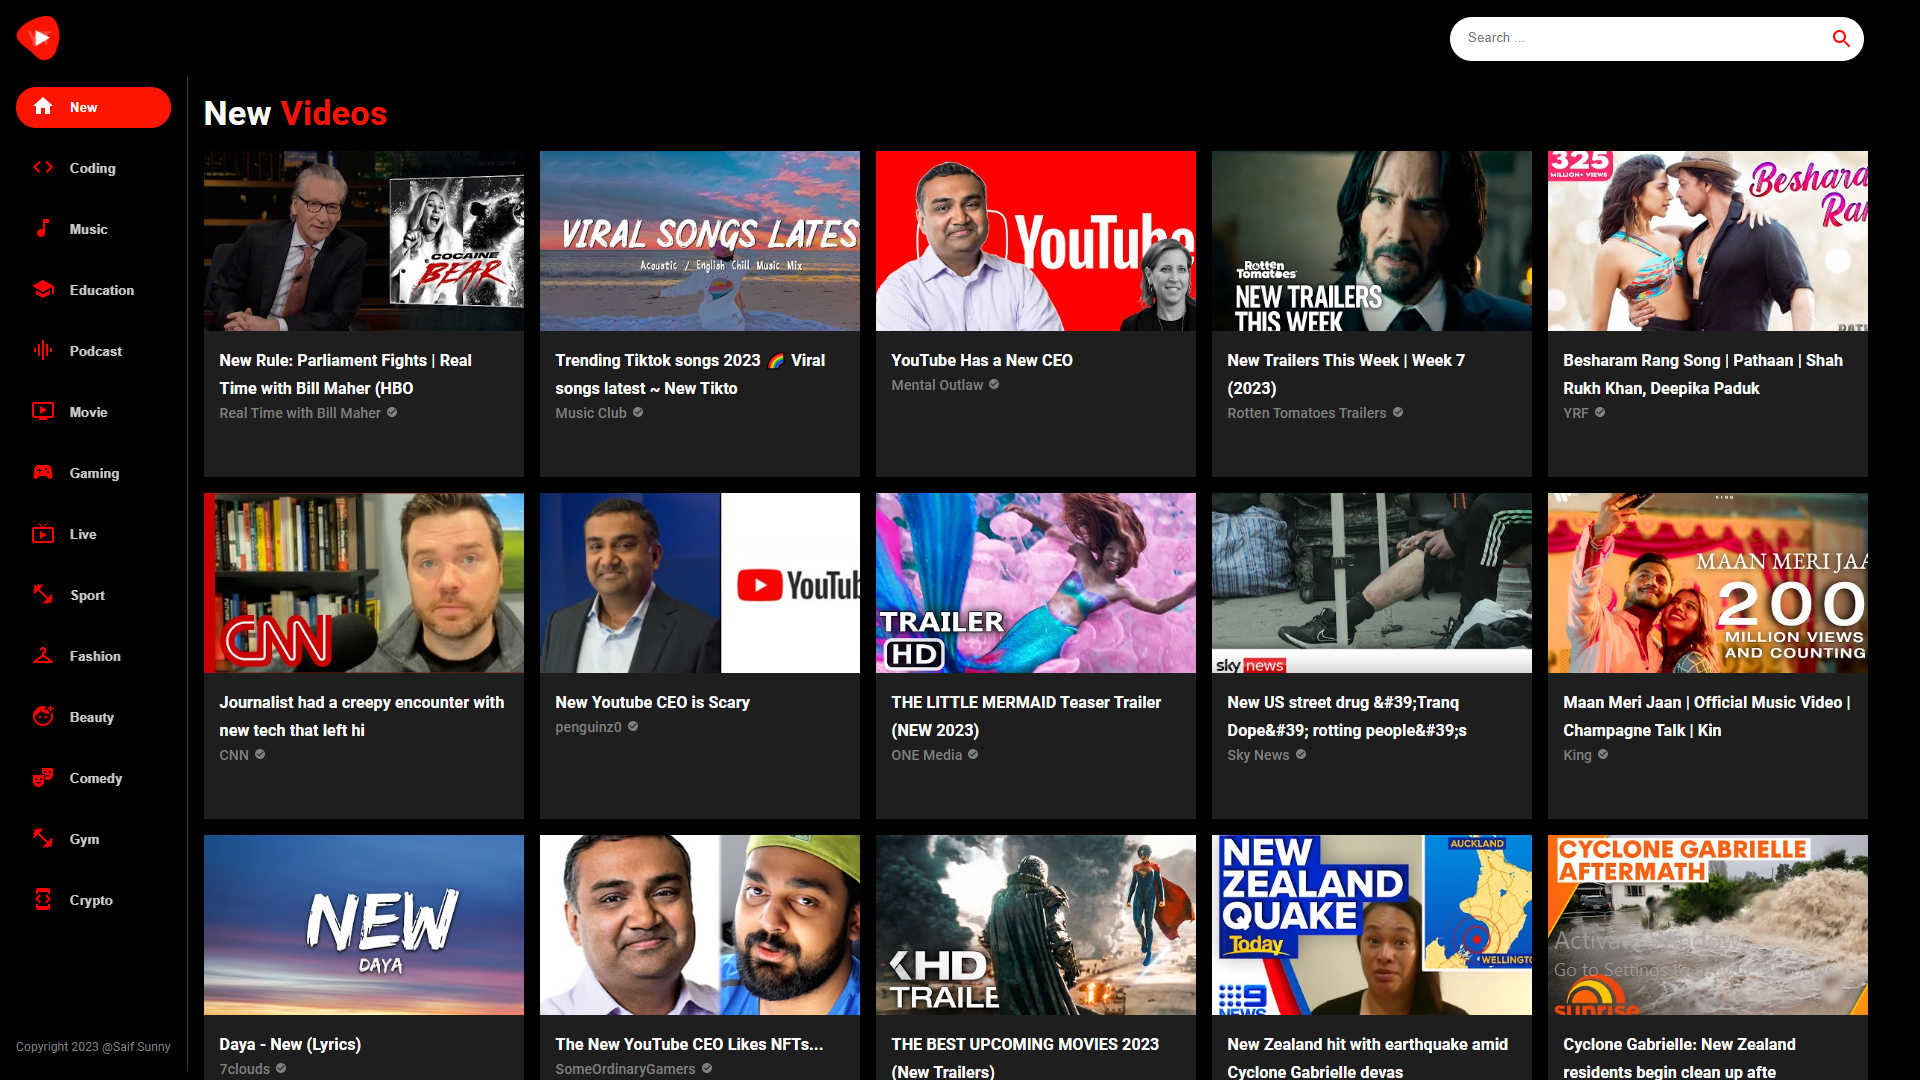 Search ...
New
Coding
Music
Education
Podcast
Movie
Gaming
Live
Sport
Fashion
Beauty
Comedy
Gym
Crypto
Copyright 2023 @Saif Sunny
New Videos
COCAINE
BEAR
New Rule: Parliament Fights | Real
Time with Bill Maher (HBO
Real Time with Bill Maher
VIRAL SONGS LATES
Acoustic / English Chill Music Mix
Trending Tiktok songs 2023 🌈 Viral
songs latest ~ New Tikto
Music Club
YouTube
YouTube Has a New CEO
Mental Outlaw
Rotten
Tomatoes
NEW TRAILERS
THIS WEEK
New Trailers This Week | Week 7
(2023)
Rotten Tomatoes Trailers
325
MILLION+ VIEWS
Beshara
Ran
Besharam Rang Song | Pathaan | Shah
Rukh Khan, Deepika Paduk
YRF
CNN
Journalist had a creepy encounter with
new tech that left hi
CNN
YouTub
New Youtube CEO is Scary
penguinz0
TRAILER
HD
THE LITTLE MERMAID Teaser Trailer
(NEW 2023)
ONE Media
sky news
New US street drug &#39;Tranq
Dope&#39; rotting people&#39;s
Sky News
KING
MAAN MERI JAA
200
MILLION VIEWS
AND COUNTING
Maan Meri Jaan | Official Music Video |
Champagne Talk | Kin
King
NEW
DAYA
Daya - New (Lyrics)
7clouds
The New YouTube CEO Likes NFTs...
SomeOrdinaryGamers
KHD
TRAILE
THE BEST UPCOMING MOVIES 2023
(New Trailers)
NEW
ZEALAND
QUAKE
Today
9
NEWS
AUCKLAND
WELLINGTO
New Zealand hit with earthquake amid
Cyclone Gabrielle devas
CYCLONE GABRIELLE
AFTERMATH
sunrise
Activate Windows
Go to Settings to activate Windows.
Cyclone Gabrielle: New Zealand
residents begin clean up afte